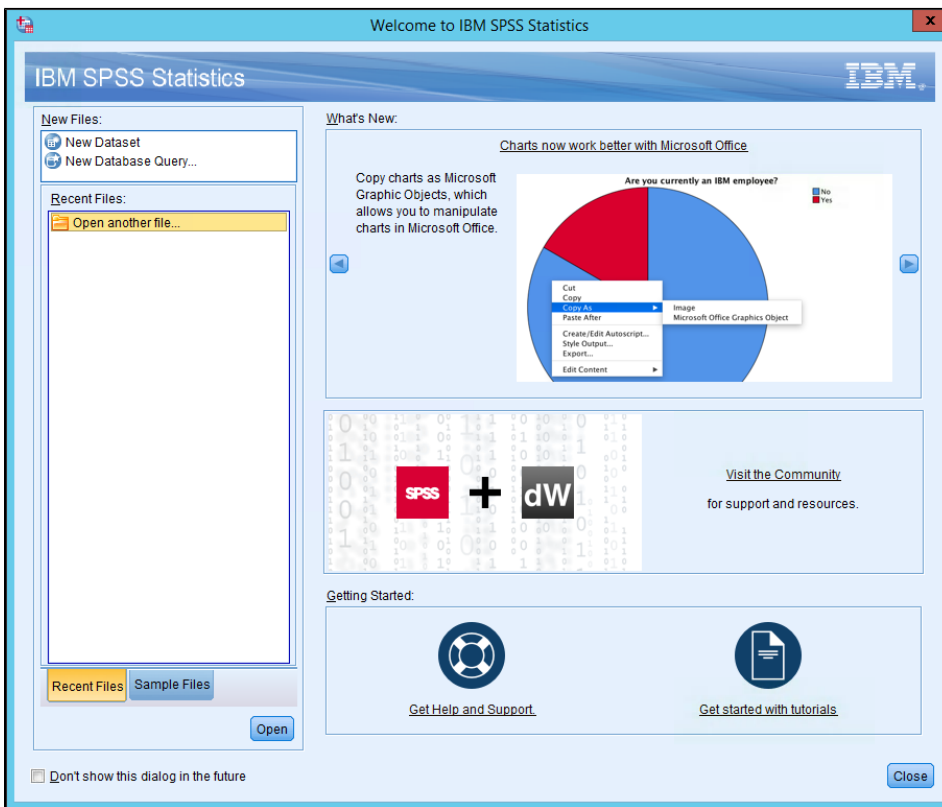 Welcome to IBM SPSS Statistics
x
IBM SPSS Statistics
IBM
New Files:
New Dataset
New Database Query...
Recent Files:
Open another file...
Recent Files
Sample Files
Open
What's New:
Charts now work better with Microsoft Office
Copy charts as Microsoft
Graphic Objects, which
allows you to manipulate
charts in Microsoft Office.
Are you currently an IBM employee?
No
Yes
Cut
Copy
Copy As
Paste After
Create/Edit Autoscript...
Style Output...
Export...
Edit Content
Image
Microsoft Office Graphics Object
SPSS + dW
Visit the Community
for support and resources.
Getting Started:
Get Help and Support.
Get started with tutorials
Don't show this dialog in the future
Close